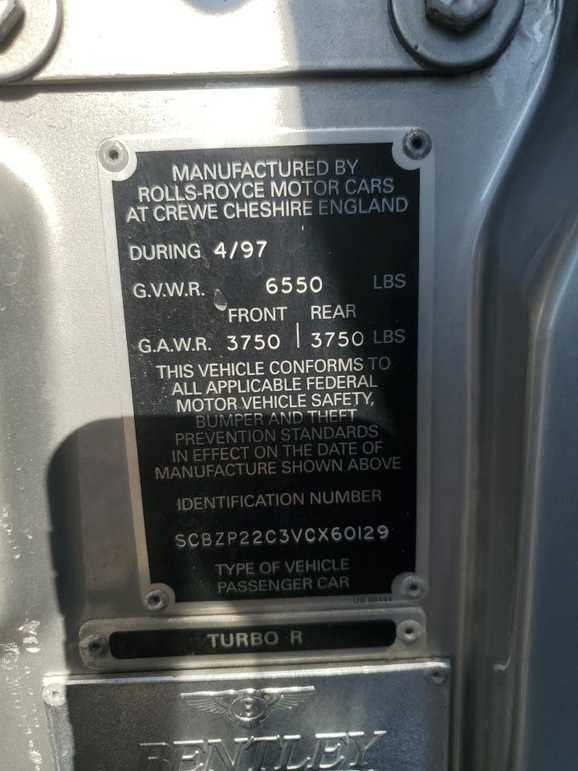 MANUFACTURED BY
ROLLS-ROYCE MOTOR CARS
AT CREWE CHESHIRE ENGLAND
DURING 4/97
G.V.W.R. 6550 LBS
FRONT REAR
G.A.W.R. 3750 | 3750 LBS
THIS VEHICLE CONFORMS TO
ALL APPLICABLE FEDERAL
MOTOR VEHICLE SAFETY,
BUMPER AND THEFT
PREVENTION STANDARDS
IN EFFECT ON THE DATE OF
MANUFACTURE SHOWN ABOVE
IDENTIFICATION NUMBER
SCBZP22C3VCX60129
TYPE OF VEHICLE
PASSENGER CAR
TURBO R
B
BENTLEY